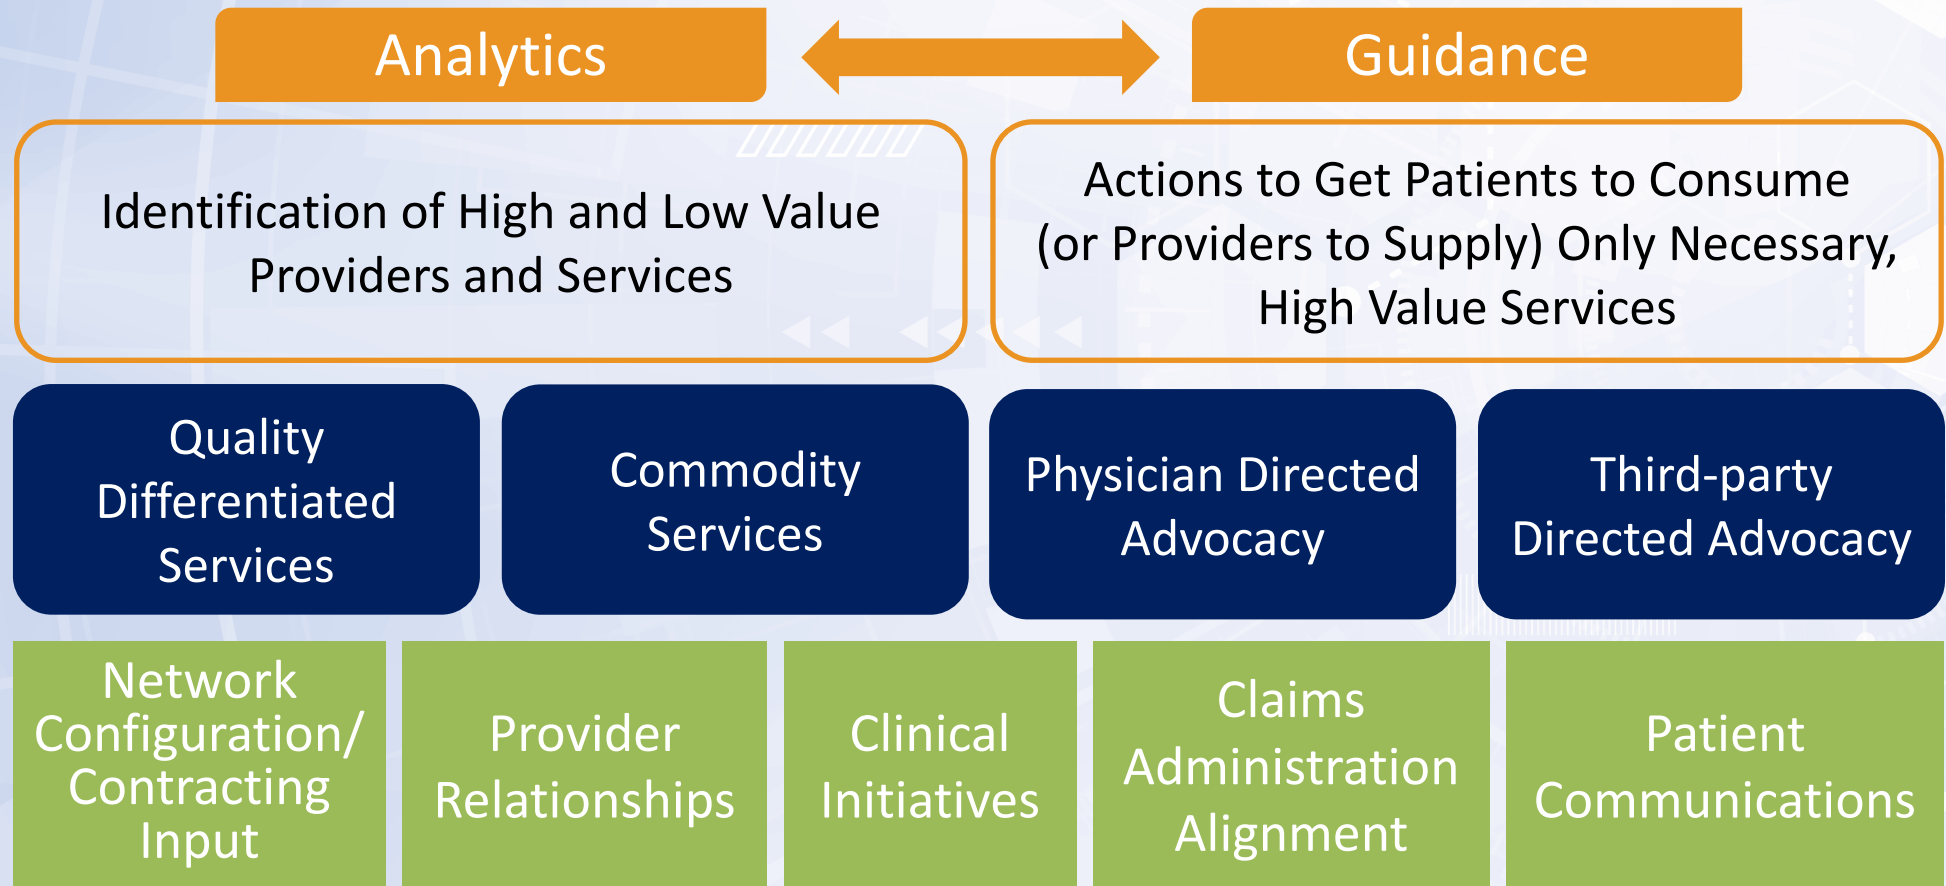 Analytics
Guidance
Identification of High and Low Value
Providers and Services
Actions to Get Patients to Consume
(or Providers to Supply) Only Necessary,
High Value Services
Quality
Differentiated
Services
Commodity
Services
Physician Directed
Advocacy
Third-party
Directed Advocacy
Network
Configuration/
Contracting
Input
Provider
Relationships
Clinical
Initiatives
Claims
Administration
Alignment
Patient
Communications